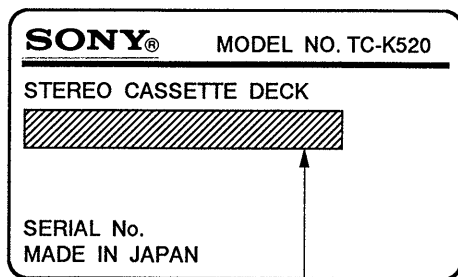 SONY® MODEL NO. TC-K520
STEREO CASSETTE DECK
SERIAL No.
MADE IN JAPAN